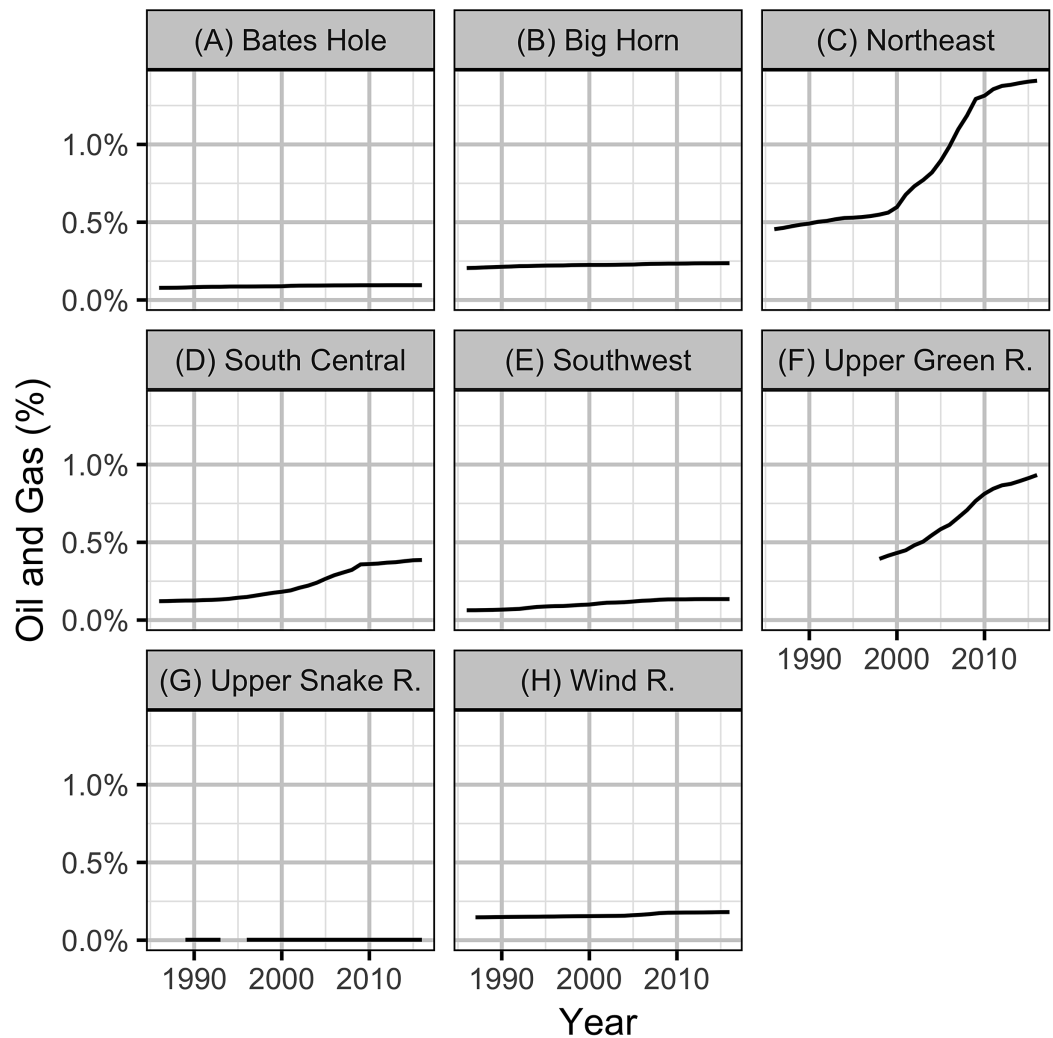 (A) Bates Hole
(B) Big Horn
(C) Northeast
1.0%
0.5%
0.0%
(D) South Central
(E) Southwest
(F) Upper Green R.
1.0%
0.5%
0.0%
1990 2000 2010
(G) Upper Snake R.
(H) Wind R.
1.0%
0.5%
0.0%
1990 2000 2010
1990 2000 2010
Oil and Gas (%)
Year